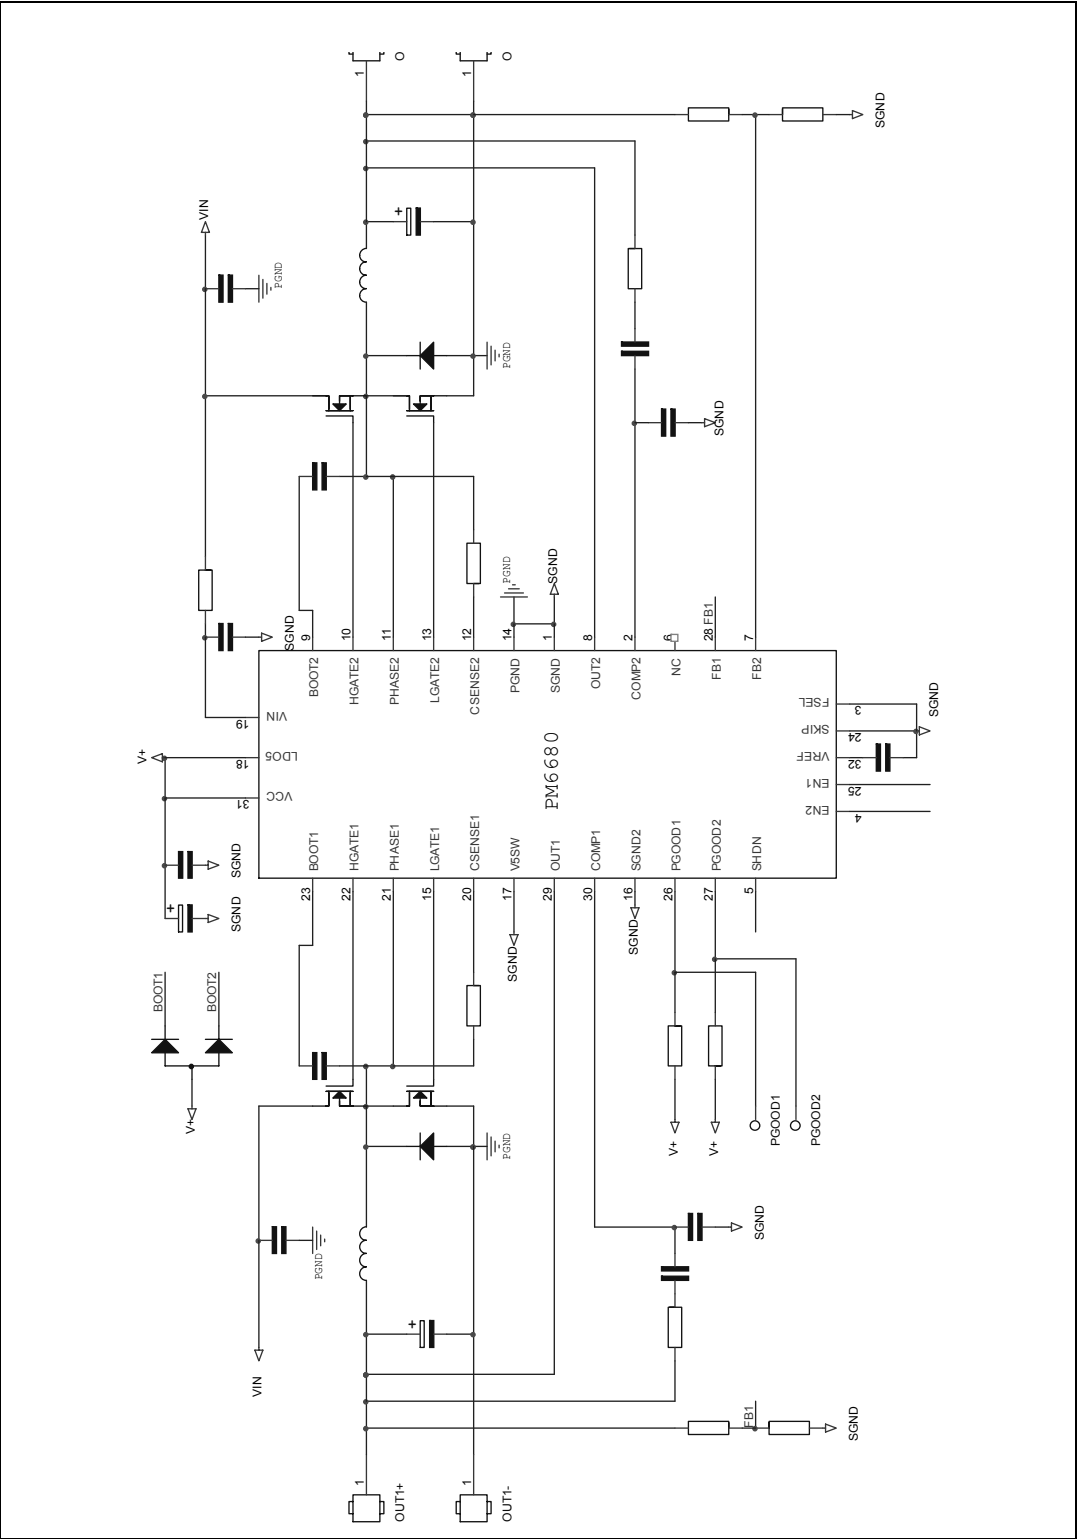 1
O
1
O
SGND
VIN
PGND
PGND
SGND
PGND
SGND
SGND
9
10
11
13
12
14
1
8
2
6
28
FB1
7
BOOT2
HGATE2
PHASE2
LGATE2
CSENSE2
PGND
SGND
OUT2
COMP2
NC
FB1
FB2
V+
19
VIN
18
LDO5
31
VCC
PM6680
FSEL
3
SKIP
24
VREF
32
EN1
25
EN2
4
SGND
SGND
SGND
BOOT1
HGATE1
PHASE1
LGATE1
CSENSE1
V5SW
OUT1
COMP1
SGND2
PGOOD1
PGOOD2
SHDN
23
22
21
15
20
17
29
30
16
26
27
5
SGND
SGND
BOOT1
BOOT2
V+
PGND
V+
V+
PGOOD1
PGOOD2
PGND
SGND
VIN
FB1
SGND
1
OUT1+
1
OUT1-
+
+
+